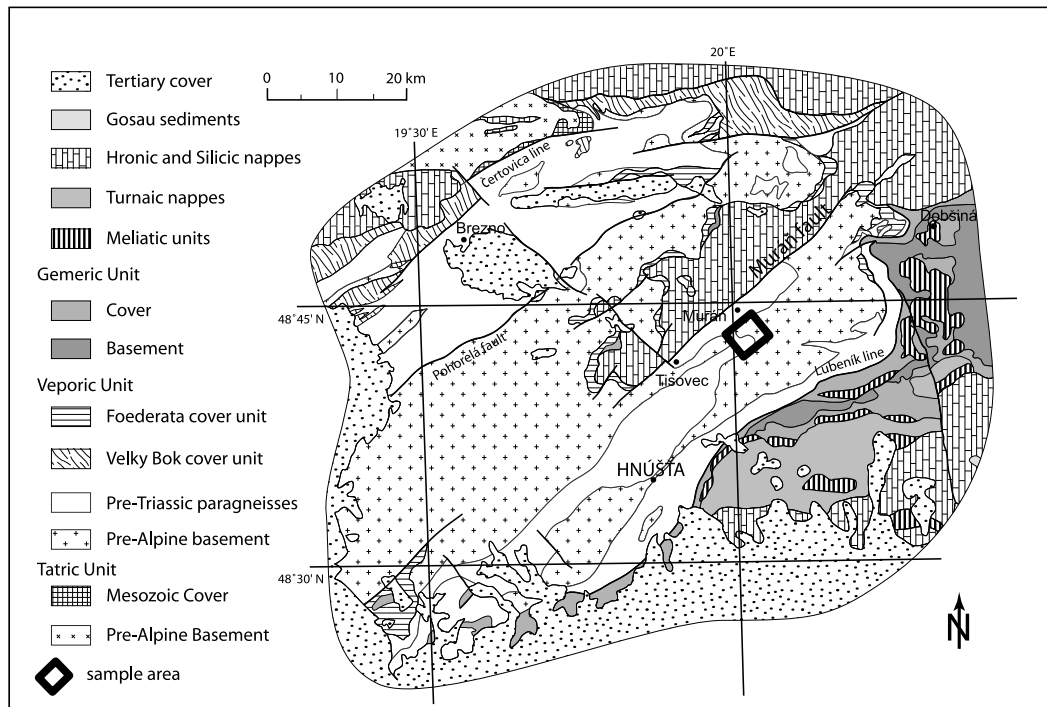 Tertiary cover
Gosau sediments
Hronic and Silicic nappes
Turnaic nappes
Meliatic units
Gemeric Unit
Cover
Basement
Veporic Unit
Foederata cover unit
Velky Bok cover unit
Pre-Triassic paragneisses
Pre-Alpine basement
Tatric Unit
Mesozoic Cover
Pre-Alpine Basement
sample area
0 10 20 km
20˚E
19˚30' E
Čertovica line
Brezno
Muráň fault
Dobšiná
48˚45' N
Muráň
Pohorelá fault
Tisovec
Lubeník line
HNÚŠŤA
48˚30' N
N